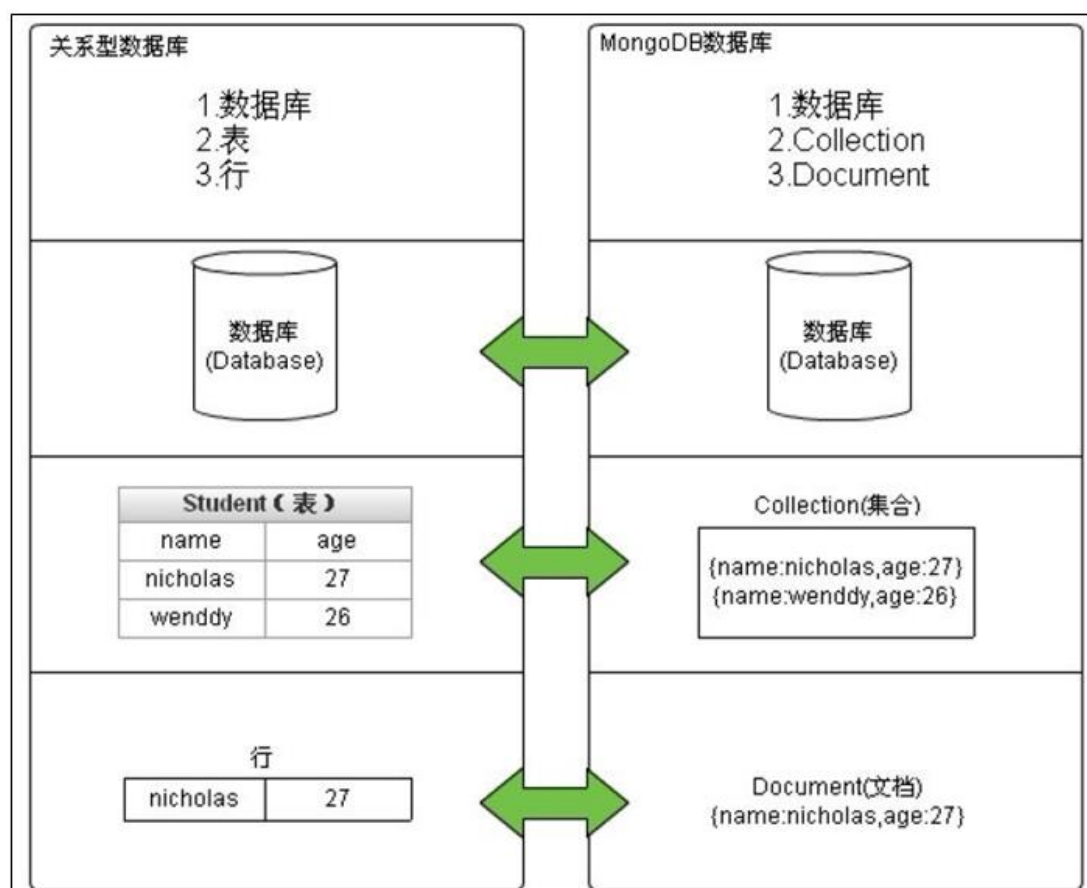 关系型数据库
1.数据库
2.表
3.行
数据库
(Database)
Student（表）
name age
nicholas 27
wenddy 26
行
nicholas 27
MongoDB数据库
1.数据库
2.Collection
3.Document
数据库
(Database)
Collection(集合)
{name:nicholas,age:27}
{name:wenddy,age:26}
Document(文档)
{name:nicholas,age:27}